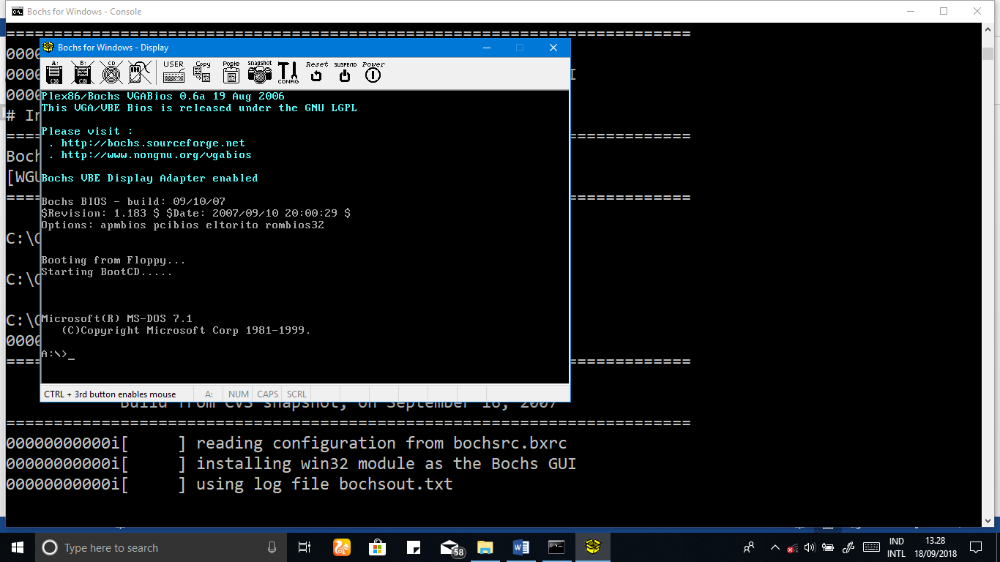 Bochs for Windows - Console
========================================================================
0000
0000 I
0000
# In
========================================================================
Boch
[WGU
========================================================================
C:\O
C:\O
C:\O
0000
========================================================================
Build from CVS snapshot, on September 16, 2007
========================================================================
00000000000i[ ] reading configuration from bochsrc.bxrc
00000000000i[ ] installing win32 module as the Bochs GUI
00000000000i[ ] using log file bochsout.txt
Bochs for Windows - Display
A: B: CD USER Copy Paste snapshot CONFIG Reset SUSPEND Power
Plex86/Bochs VGABios 0.6a 19 Aug 2006
This VGA/VBE Bios is released under the GNU LGPL
Please visit :
. http://bochs.sourceforge.net
. http://www.nongnu.org/vgabios
Bochs VBE Display Adapter enabled
Bochs BIOS - build: 09/10/07
$Revision: 1.183 $ $Date: 2007/09/10 20:00:29 $
Options: apmbios pcibios eltorito rombios32
Booting from Floppy...
Starting BootCD.....
Microsoft(R) MS-DOS 7.1
(C)Copyright Microsoft Corp 1981-1999.
A:\>_
CTRL + 3rd button enables mouse A: NUM CAPS SCRL
Type here to search
58
IND
INTL
13.28
18/09/2018